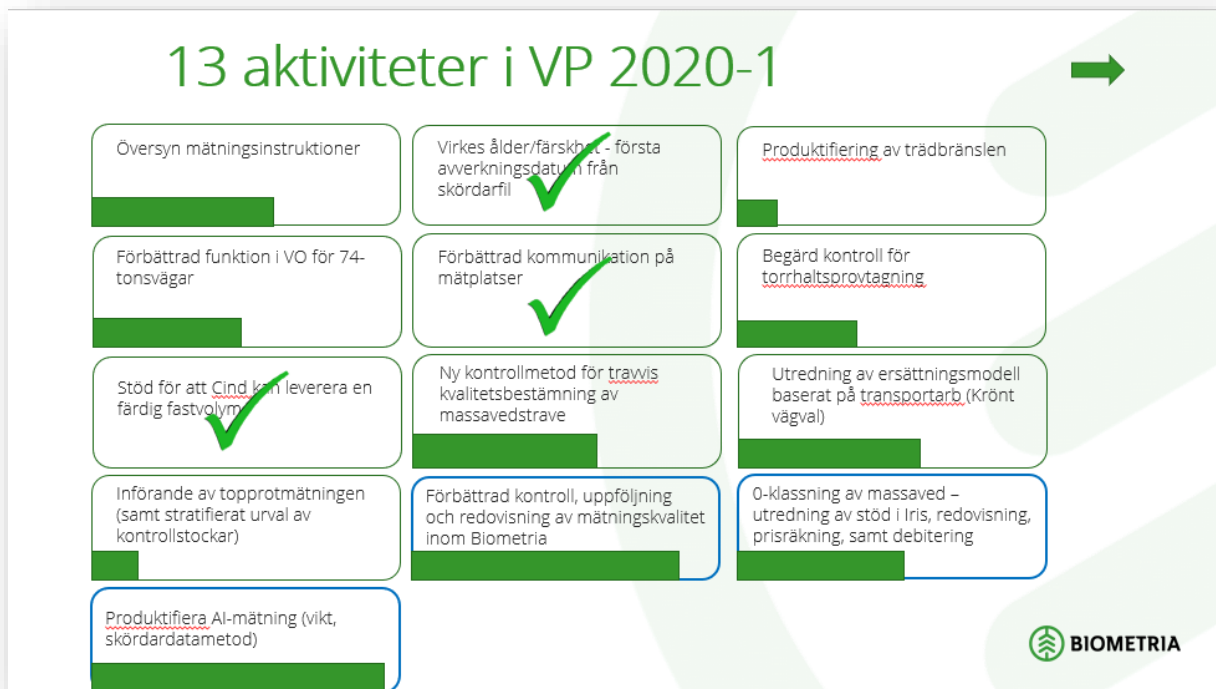 13 aktiviteter i VP 2020-1
Översyn mätningsinstruktioner
Virkes ålder/färskhet - första
avverkningsdatum från
skördarfil
Produktifiering av trädbränslen
Förbättrad funktion i VO för 74-
tonsvägar
Förbättrad kommunikation på
mätplatser
Begärd kontroll för
torrhaltsprovtagning
Stöd för att Cind kan leverera en
färdig fastvolym
Ny kontrollmetod för travvis
kvalitetsbestämning av
massavedstrave
Utredning av ersättningsmodell
baserat på transportarb (Krönt
vägval)
Införande av topprotmätningen
(samt stratifierat urval av
kontrollstockar)
Förbättrad kontroll, uppföljning
och redovisning av mätningskvalitet
inom Biometria
0-klassning av massaved –
utredning av stöd i Iris, redovisning,
prisräkning, samt debitering
Produktifiera AI-mätning (vikt,
skördardatametod)
BIOMETRIA